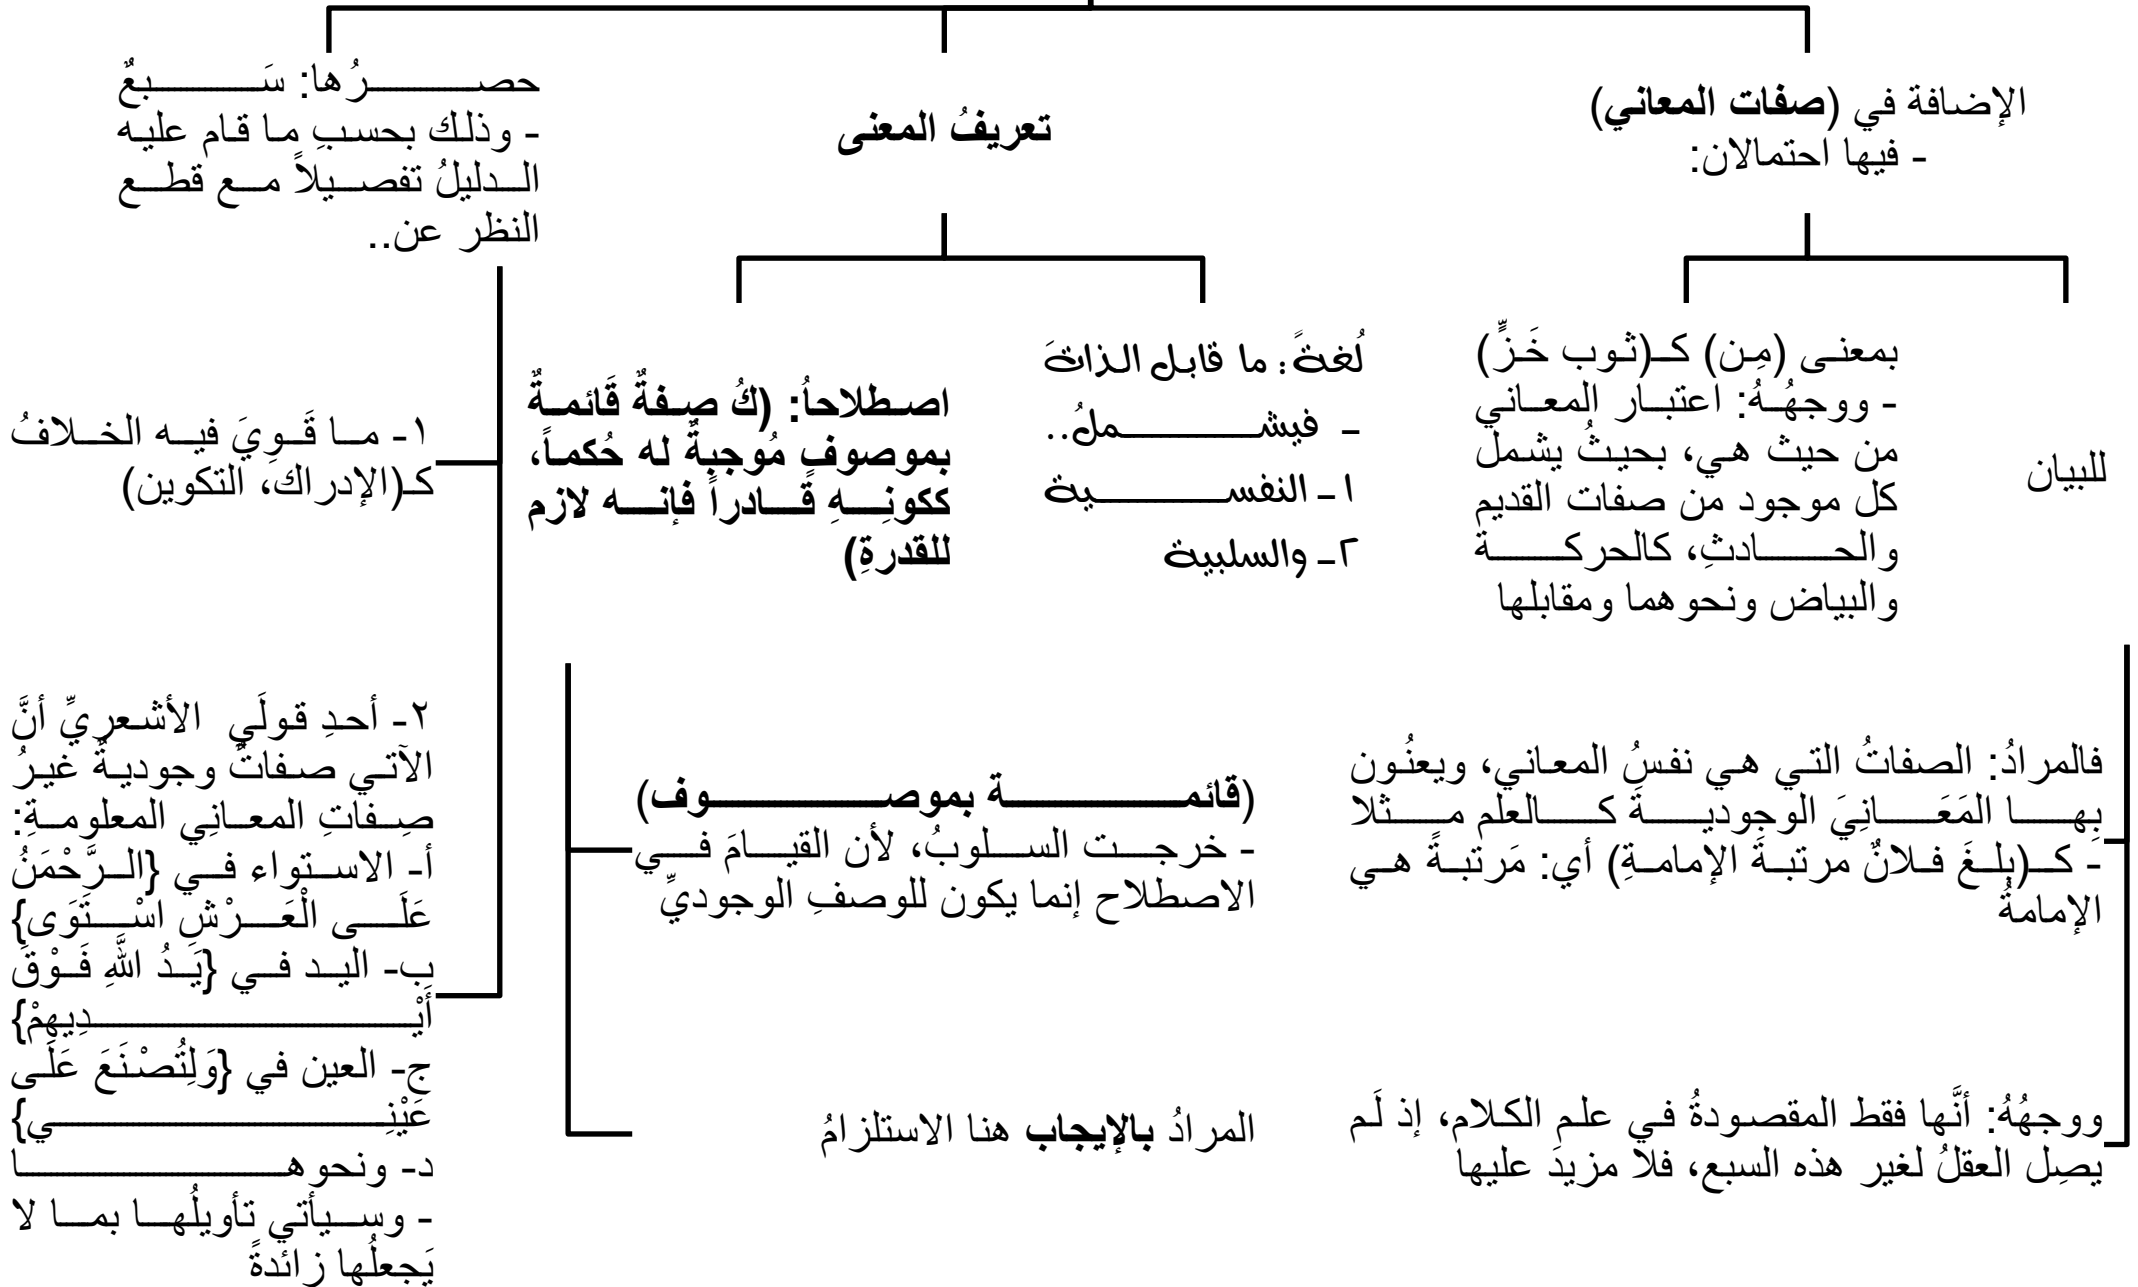 الإضافة في (صفات المعاني)
- فيها احتمالان:
للبيان
فالمرادُ: الصفاتُ التي هي نفسُ المعاني، ويعنُون
بِها المَعَانِيَ الوجوديةَ كالعلم مثلا
- كـ(بلغَ فلانٌ مرتبةَ الإمامةِ) أي: مَرتبةً هي
الإمامةُ
ووجهُهُ: أنَّها فقط المقصودةُ في علم الكلام، إذ لَم
يصِل العقلُ لغير هذه السبع، فلا مزيدَ عليها
بمعنى (مِن) كـ(ثوب خَزٍّ)
- ووجهُهُ: اعتبار المعاني
من حيث هي، بحيثُ يشمل
كل موجود من صفات القديم
والحادثِ، كالحركة
والبياض ونحوهما ومقابلها
تعريفُ المعنى
لُغةً: ما قابل الذاتَ
- فيشملُ..
١- النفسية
٢- والسلبية
اصطلاحاً: (كُ صِفةٌ قَائمةٌ
بموصوفٍ مُوجبةٌ له حُكماً،
ككونِهِ قَادراً فإنه لازم
للقدرةِ)
(قائمة بموصوف)
- خرجت السلوبُ، لأن القيامَ في
الاصطلاح إنما يكون للوصفِ الوجوديِّ
المرادُ بالإيجاب هنا الاستلزامُ
حصرُها: سَبعٌ
- وذلك بحسبِ ما قام عليه
الدليلُ تفصيلاً مع قطع
النظر عن..
١- ما قَوِيَ فيه الخلافُ
كـ(الإدراك، التكوين)
٢- أحدِ قولَي الأشعريِّ أنَّ
الآتي صفاتٌ وجوديةٌ غيرُ
صِفاتِ المعانِي المعلومةِ:
أ- الاستواء في {الرَّحْمَنُ
عَلَى الْعَرْشِ اسْتَوَى}
ب- اليد في {يَدُ اللَّهِ فَوْقَ
أَيْدِيهِمْ}
ج- العين في {وَلِتُصْنَعَ عَلَى
عَيْنِي}
د- ونحوها
- وسيأتي تأويلُها بما لا
يَجعلُها زائدةً